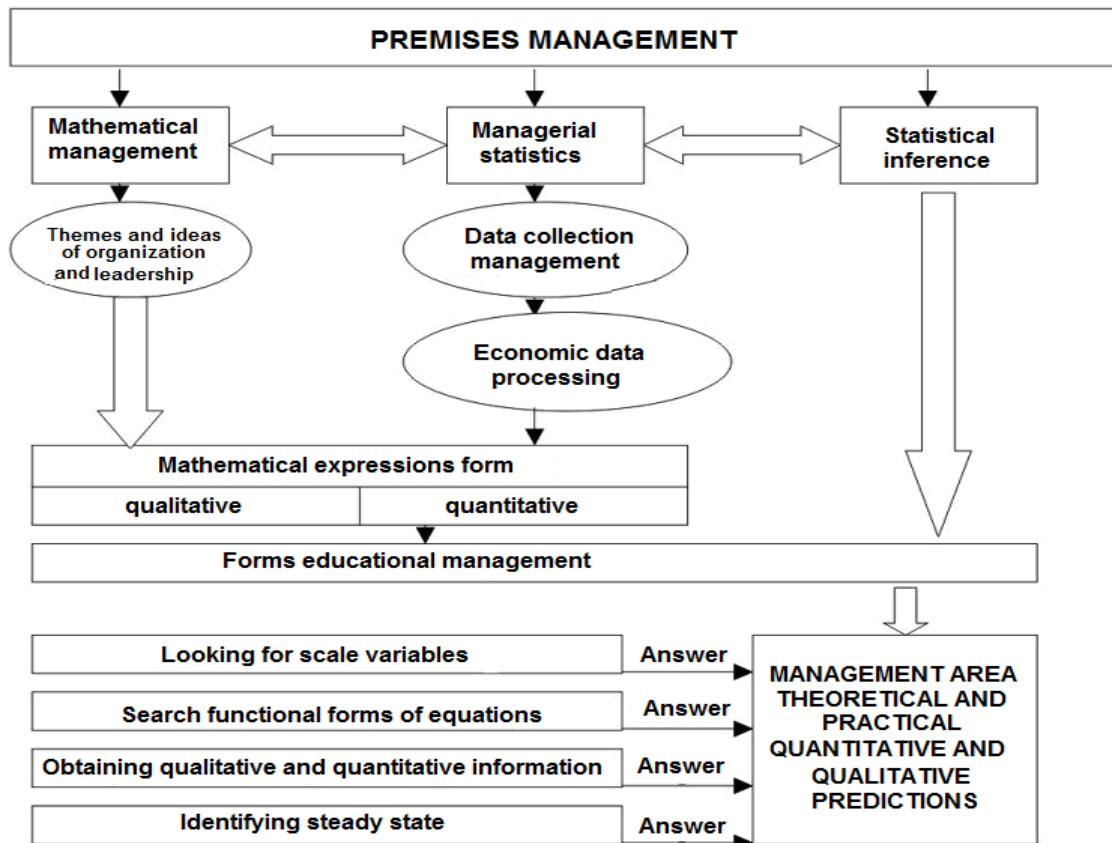 PREMISES MANAGEMENT
Mathematical
management
Managerial
statistics
Statistical
inference
Themes and ideas
of organization
and leadership
Data collection
management
Economic data
processing
Mathematical expressions form
qualitative
quantitative
Forms educational management
Looking for scale variables
Answer
Search functional forms of equations
Answer
Obtaining qualitative and quantitative information
Answer
Identifying steady state
Answer
MANAGEMENT AREA
THEORETICAL AND
PRACTICAL
QUANTITATIVE AND
QUALITATIVE
PREDICTIONS